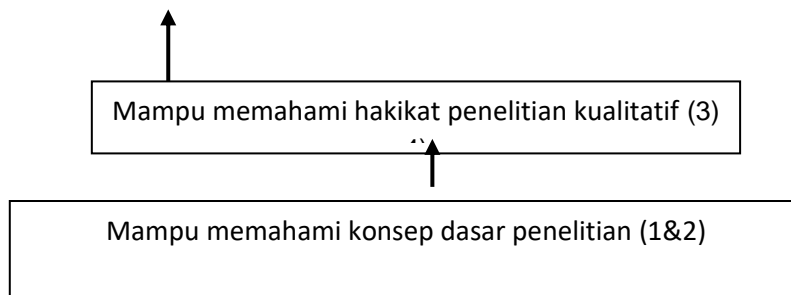 Mampu memahami hakikat penelitian kualitatif (3)
Mampu memahami konsep dasar penelitian (1&2)